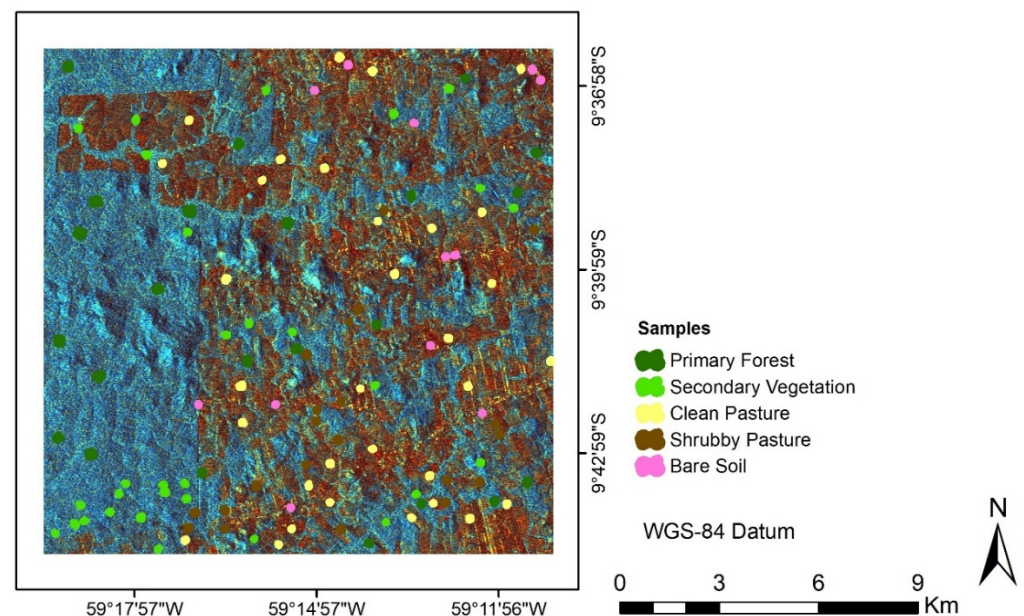 9°36'58"S
9°39'59"S
9°42'59"S
59°17'57"W
59°14'57"W
59°11'56"W
Samples
Primary Forest
Secondary Vegetation
Clean Pasture
Shrubby Pasture
Bare Soil
WGS-84 Datum
N
0 3 6 9
Km